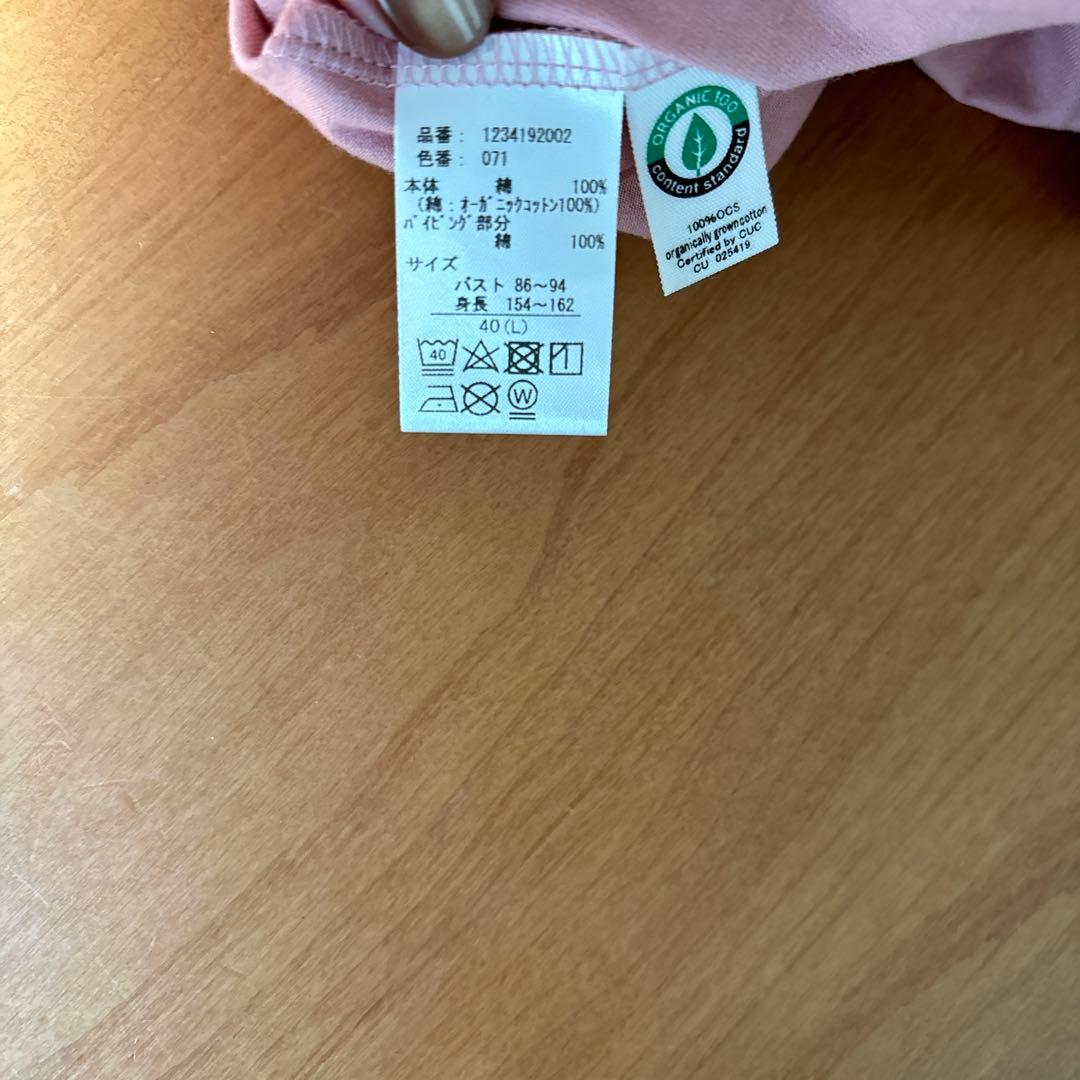 品番: 1234192002
色番: 071
本体 綿 100%
(綿:オーガニックコットン100%)
パイピング部分
綿 100%
サイズ
バスト 86〜94
身長 154〜162
40(L)
40
W
ORGANIC 100
content standard
100%OCS
organically grown cotton
Certified by CUC
CU 025419